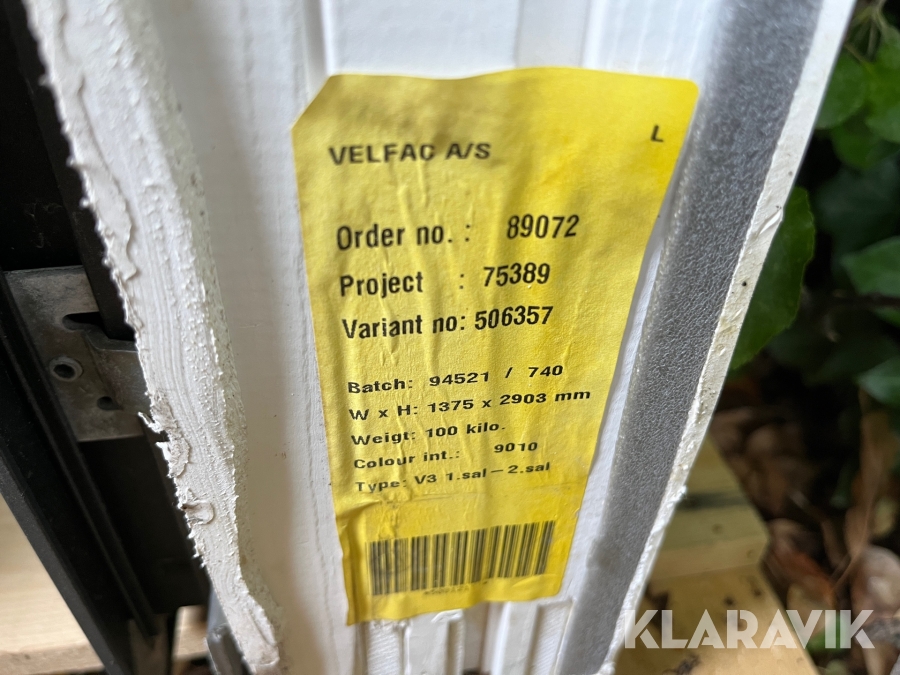 VELFAC A/S
L
Order no. : 89072
Project : 75389
Variant no: 506357
Batch: 94521 / 740
W x H: 1375 x 2903 mm
Weigt: 100 kilo.
Colour int.: 9010
Type: V3 1.sal - 2.sal
KLARAVIK